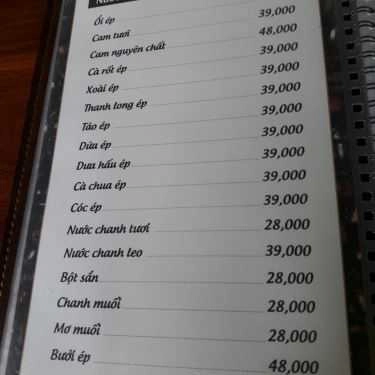 Ổi ép
Cam tươi 39,000
Cam nguyên chất 48,000
Cà rốt ép 39,000
Xoài ép 39,000
Thanh long ép 39,000
Táo ép 39,000
Dứa ép 39,000
Dưa hấu ép 39,000
Cà chua ép 39,000
Cóc ép 39,000
Nước chanh tươi 28,000
Nước chanh leo 39,000
Bột sắn 28,000
Chanh muối 28,000
Mơ muối 28,000
Bưởi ép 48,000